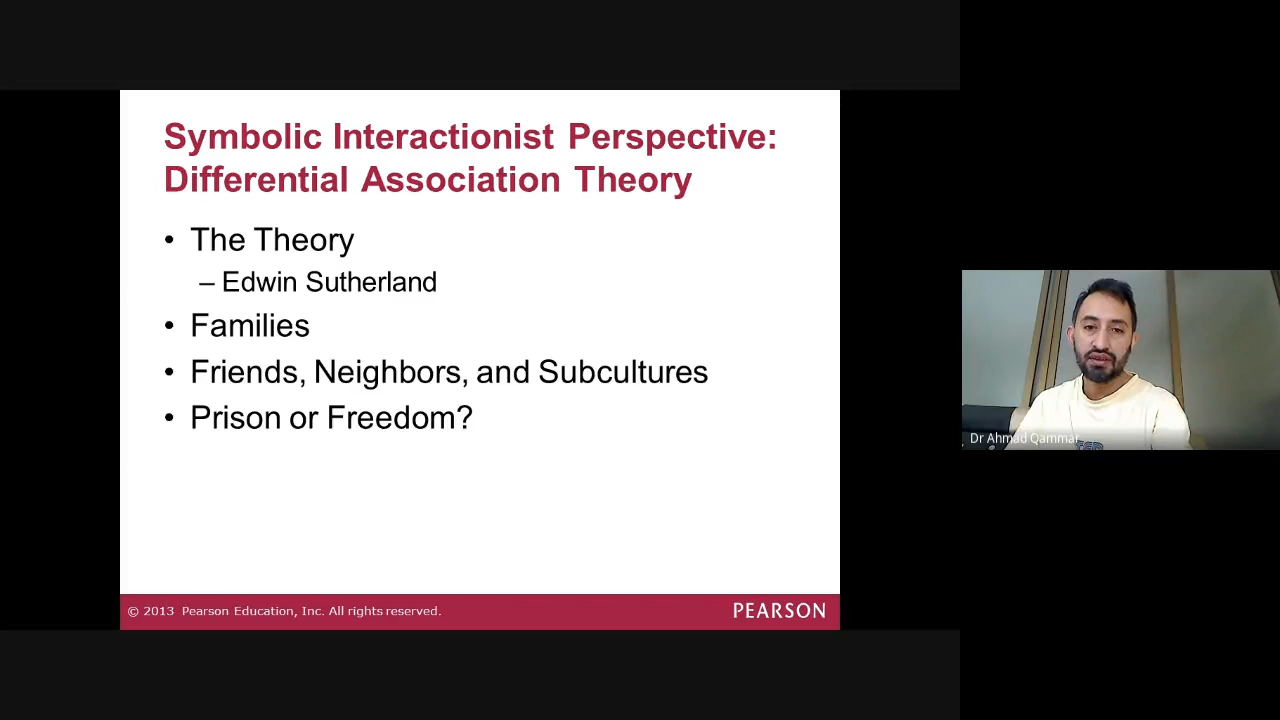 Symbolic Interactionist Perspective:
Differential Association Theory
• The Theory
– Edwin Sutherland
• Families
• Friends, Neighbors, and Subcultures
• Prison or Freedom?
© 2013 Pearson Education, Inc. All rights reserved.
PEARSON
Dr Ahmad Qammar